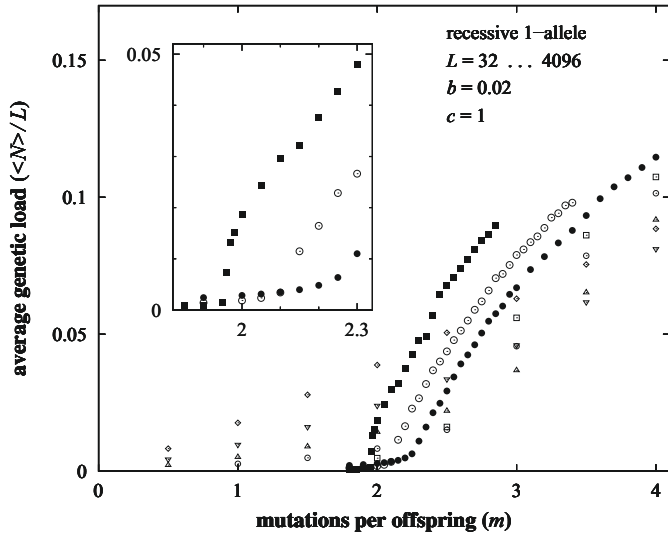 recessive 1−allele
L = 32 ... 4096
b = 0.02
c = 1
0.15
0.1
0.05
0
average genetic load (<N>/L)
0.05
0
2
2.3
0
1
2
3
4
mutations per offspring (m)